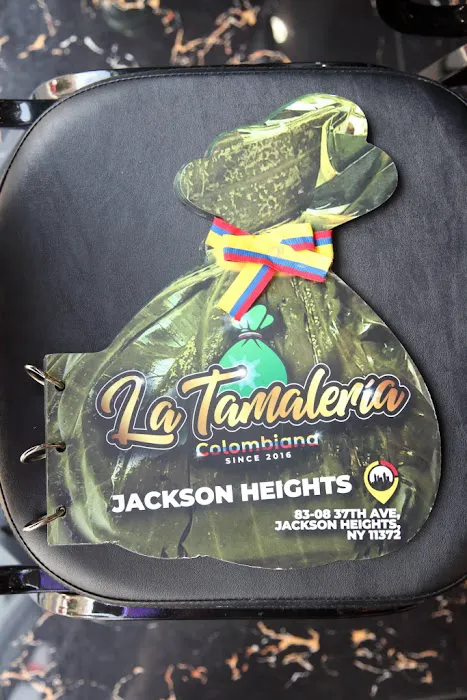 La Tamalería
Colombiana
SINCE 2016
JACKSON HEIGHTS
83-08 37TH AVE,
JACKSON HEIGHTS,
NY 11372